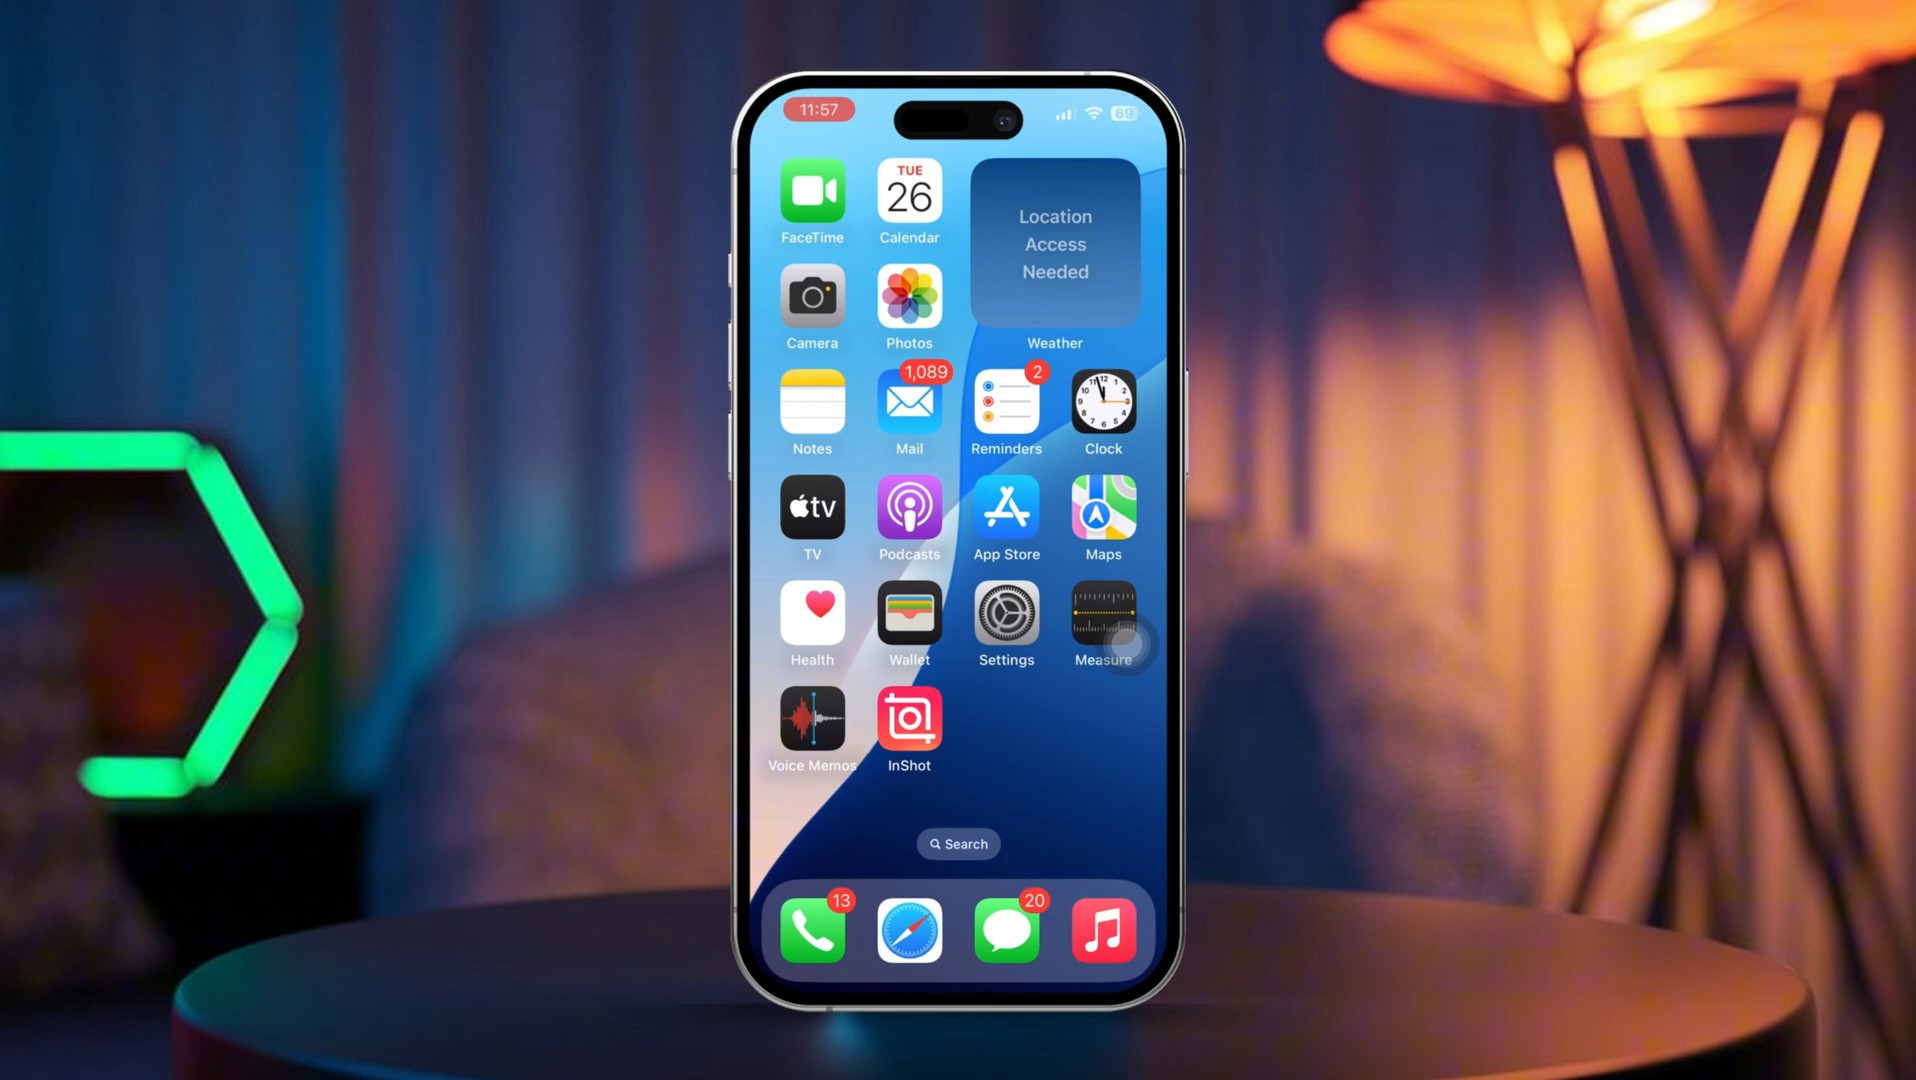 11:57
69
TUE
26
FaceTime
Calendar
Location
Access
Needed
Camera
Photos
Weather
1,089
2
Notes
Mail
Reminders
Clock
tv
TV
Podcasts
App Store
Maps
Health
Wallet
Settings
Measure
Voice Memos
InShot
Search
13
20